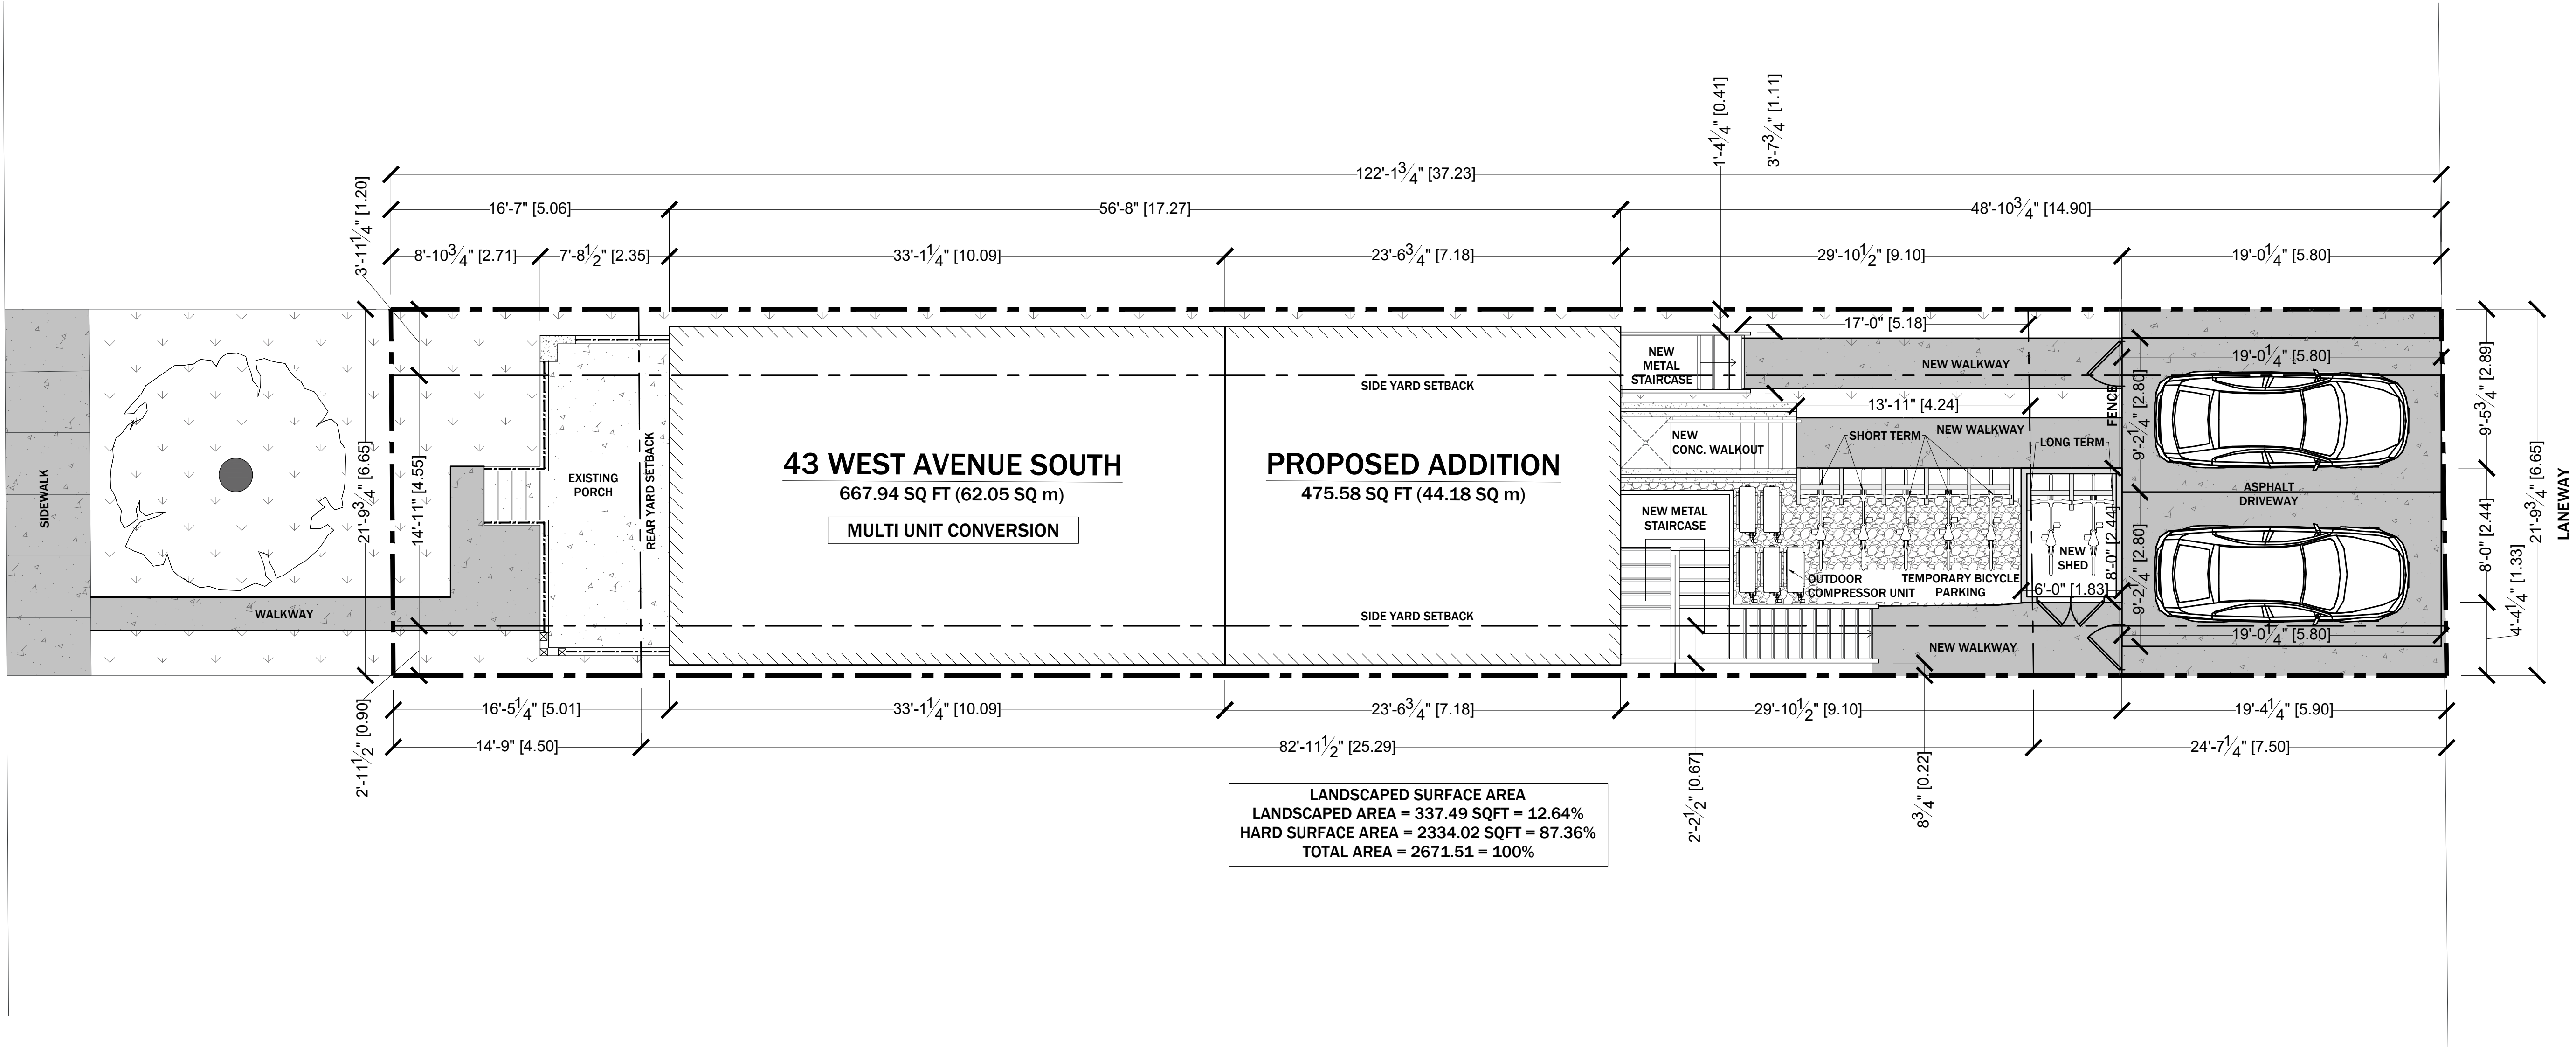 1'-4 1/4" [0.41]
3'-7 3/4" [1.11]
122'-1 3/4" [37.23]
3'-11 1/4" [1.20]
16'-7" [5.06]
56'-8" [17.27]
48'-10 3/4" [14.90]
8'-10 3/4" [2.71]
7'-8 1/2" [2.35]
33'-1 1/4" [10.09]
23'-6 3/4" [7.18]
29'-10 1/2" [9.10]
19'-0 1/4" [5.80]
17'-0" [5.18]
NEW
METAL
STAIRCASE
NEW WALKWAY
19'-0 1/4" [5.80]
9'-5 3/4" [2.89]
SIDE YARD SETBACK
13'-11" [4.24]
FENCE
9'-2 1/4" [2.80]
NEW WALKWAY
NEW
CONC. WALKOUT
SHORT TERM
LONG TERM
SIDEWALK
21'-9 3/4" [6.65]
14'-11" [4.55]
EXISTING
PORCH
REAR YARD SETBACK
43 WEST AVENUE SOUTH
667.94 SQ FT (62.05 SQ m)
MULTI UNIT CONVERSION
PROPOSED ADDITION
475.58 SQ FT (44.18 SQ m)
NEW METAL
STAIRCASE
ASPHALT
DRIVEWAY
21'-9 3/4" [6.65]
LANEWAY
8'-0" [2.44]
8'-0" [2.44]
NEW
SHED
9'-2 1/4" [2.80]
OUTDOOR
COMPRESSOR UNIT
TEMPORARY BICYCLE
PARKING
6'-0" [1.83]
4'-4 1/4" [1.33]
WALKWAY
SIDE YARD SETBACK
19'-0 1/4" [5.80]
NEW WALKWAY
16'-5 1/4" [5.01]
33'-1 1/4" [10.09]
23'-6 3/4" [7.18]
29'-10 1/2" [9.10]
19'-4 1/4" [5.90]
2'-11 1/2" [0.90]
14'-9" [4.50]
82'-11 1/2" [25.29]
24'-7 1/4" [7.50]
2'-2 1/2" [0.67]
8 3/4" [0.22]
LANDSCAPED SURFACE AREA
LANDSCAPED AREA = 337.49 SQFT = 12.64%
HARD SURFACE AREA = 2334.02 SQFT = 87.36%
TOTAL AREA = 2671.51 = 100%